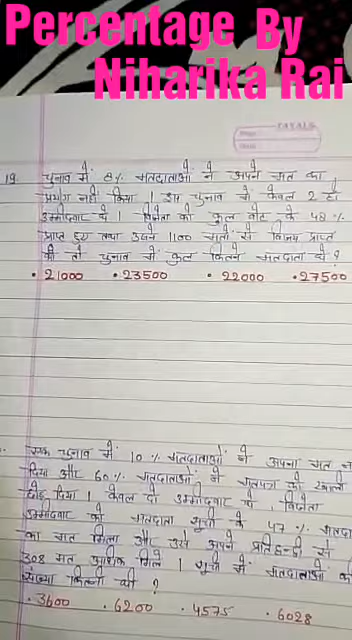 Percentage By
Niharika Rai
19. चुनाव में 8% मतदाताओं ने अपने मत का
प्रयोग नहीं किया । इस चुनाव में केवल 2 ही
उम्मीदवार थे । विजेता को कुल वोट के 48 %
प्राप्त हुए तथा उसने 1100 मतों से विजय प्राप्त
की तो चुनाव में कुल कितने मतदाता थे ?
• 21000 • 23500 • 22000 • 27500
एक चुनाव में 10 % मतदाताओं ने अपना मत न
दिया और 60 % मतदाताओं ने मतपत्र को खाली
छोड़ दिया । केवल दो उम्मीदवार थे , विजेता
उम्मीदवार को मतदाता सूची के 47 %
का मत मिला और उसे अपने प्रतिद्वन्दी से
308 मत अधिक मिले । सूची में मतदाताओं की
संख्या कितनी थी ?
• 3600 • 6200 • 4575 • 6028